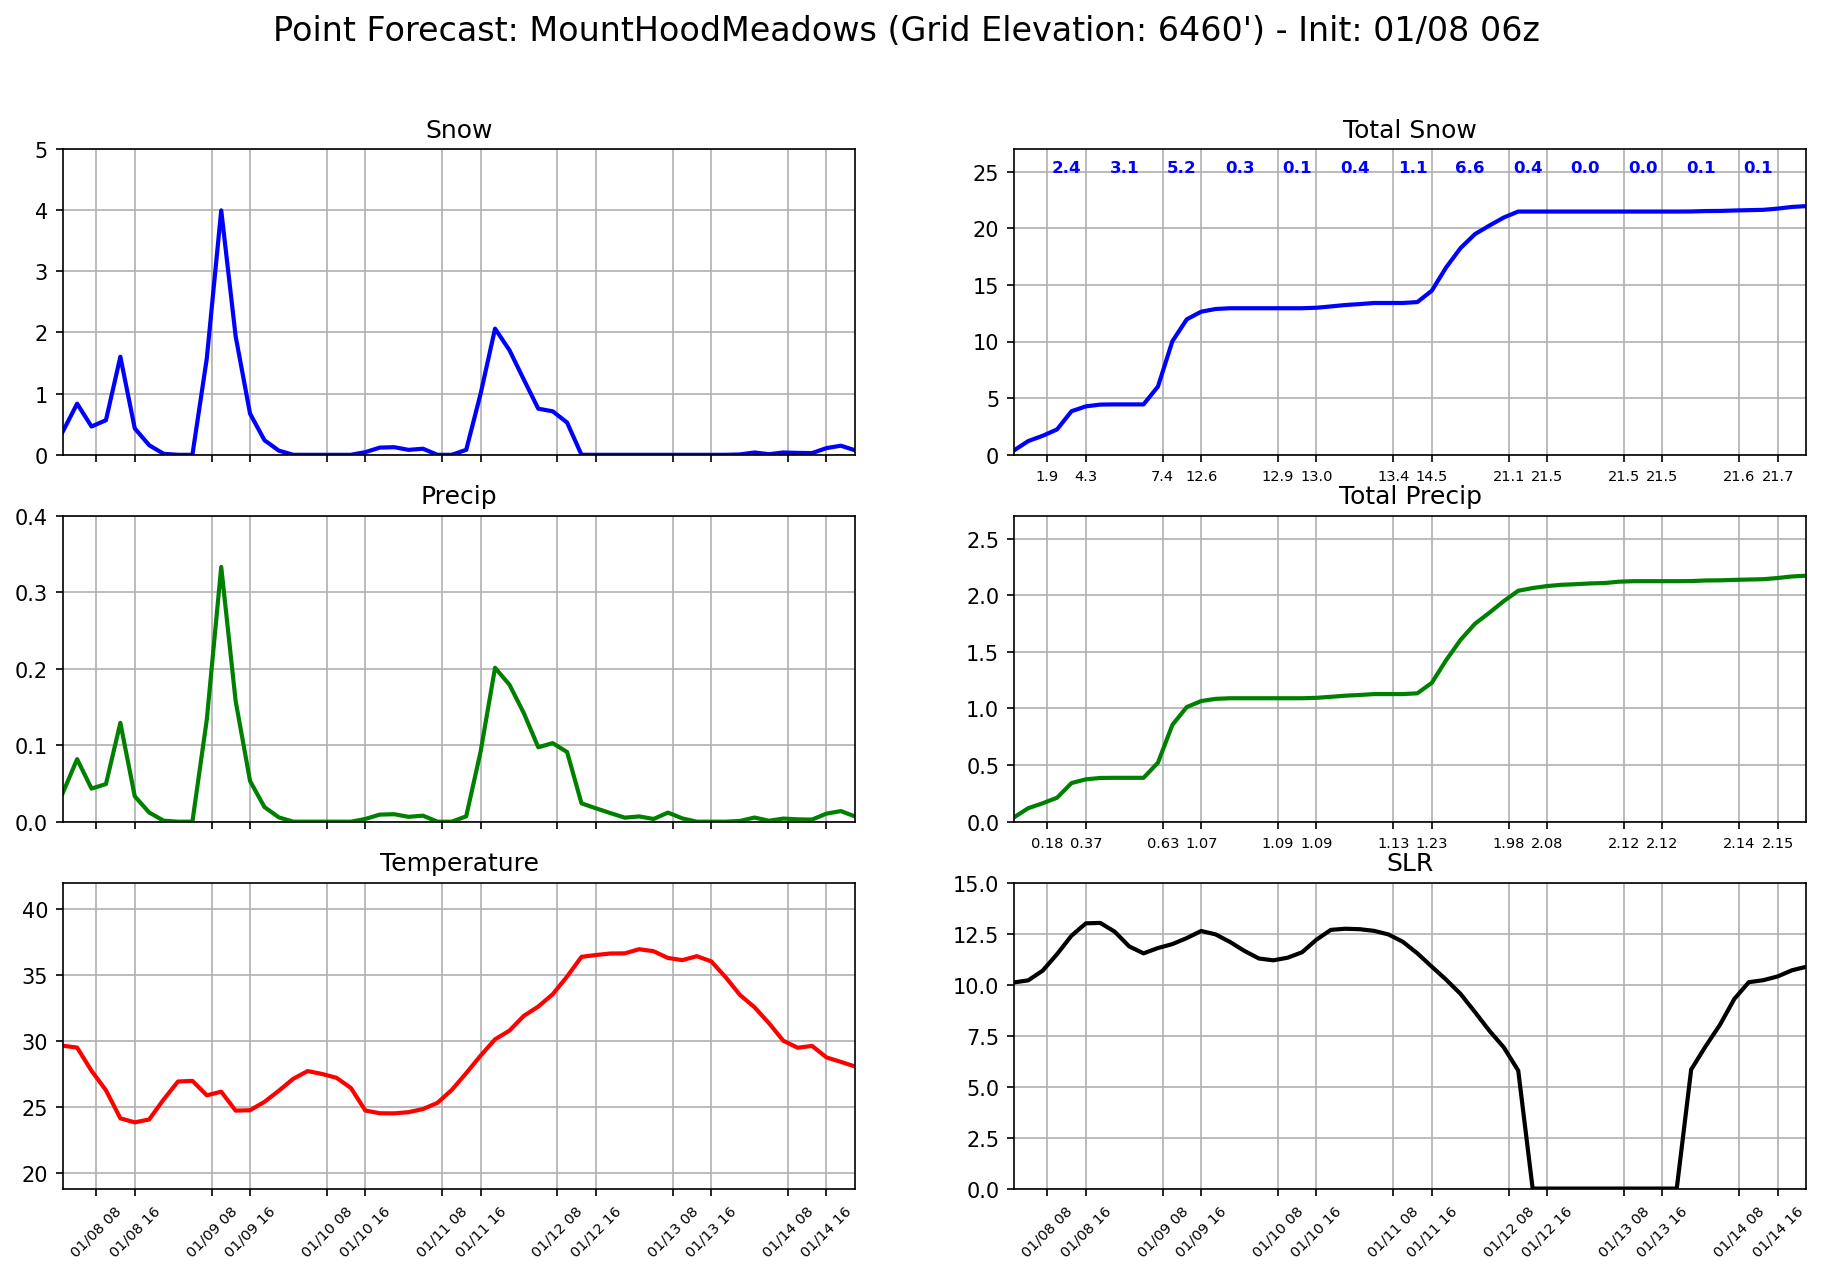 Point Forecast: MountHoodMeadows (Grid Elevation: 6460') - Init: 01/08 06z
Snow
5
4
3
2
1
0
Total Snow
25
20
15
10
5
0
2.4 3.1 5.2 0.3 0.1 0.4 1.1 6.6 0.4 0.0 0.0 0.1 0.1
1.9 4.3 7.4 12.6 12.9 13.0 13.4 14.5 21.1 21.5 21.5 21.5 21.6 21.7
Precip
0.4
0.3
0.2
0.1
0.0
Total Precip
2.5
2.0
1.5
1.0
0.5
0.0
0.18 0.37 0.63 1.07 1.09 1.09 1.13 1.23 1.98 2.08 2.12 2.12 2.14 2.15
Temperature
40
35
30
25
20
01/08 08 01/08 16 01/09 08 01/09 16 01/10 08 01/10 16 01/11 08 01/11 16 01/12 08 01/12 16 01/13 08 01/13 16 01/14 08 01/14 16
SLR
15.0
12.5
10.0
7.5
5.0
2.5
0.0
01/08 08 01/08 16 01/09 08 01/09 16 01/10 08 01/10 16 01/11 08 01/11 16 01/12 08 01/12 16 01/13 08 01/13 16 01/14 08 01/14 16